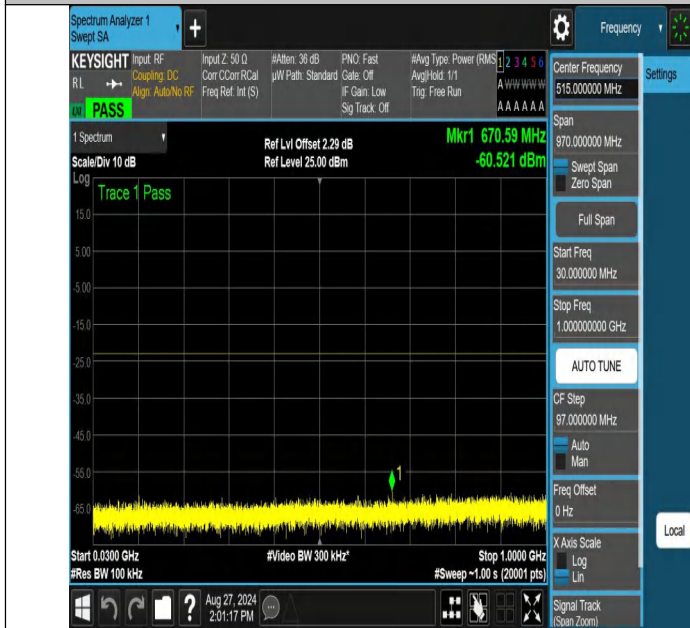 Spectrum Analyzer 1
Swept SA
+
Frequency
KEYSIGHT
RL
PASS
Input: RF
Coupling: DC
Align: Auto/No RF
Input Z: 50 Ω
Corr CCorr RCal
Freq Ref: Int (S)
#Atten: 36 dB
µW Path: Standard
PNO: Fast
Gate: Off
IF Gain: Low
Sig Track: Off
#Avg Type: Power (RMS
Avg|Hold: 1/1
Trig: Free Run
1 2 3 4 5 6
A W W W W W
A A A A A A
1 Spectrum
Scale/Div 10 dB
Ref Lvl Offset 2.29 dB
Ref Level 25.00 dBm
Mkr1 670.59 MHz
-60.521 dBm
Log
Trace 1 Pass
15.0
5.00
-5.00
-15.0
-25.0
-35.0
-45.0
-55.0
-65.0
1
Start 0.0300 GHz
#Res BW 100 kHz
#Video BW 300 kHz*
Stop 1.0000 GHz
#Sweep ~1.00 s (20001 pts)
?
Aug 27, 2024
2:01:17 PM
Center Frequency
515.000000 MHz
Settings
Span
970.000000 MHz
Swept Span
Zero Span
Full Span
Start Freq
30.000000 MHz
Stop Freq
1.000000000 GHz
AUTO TUNE
CF Step
97.000000 MHz
Auto
Man
Freq Offset
0 Hz
X Axis Scale
Log
Lin
Local
Signal Track
(Span Zoom)